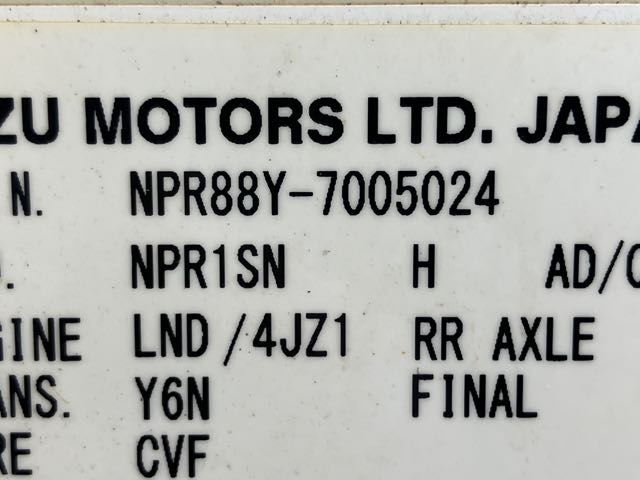 ZU MOTORS LTD. JAPA
N. NPR88Y-7005024
. NPR1SN H AD/
GINE LND/4JZ1 RR AXLE
ANS. Y6N FINAL
RE CVF